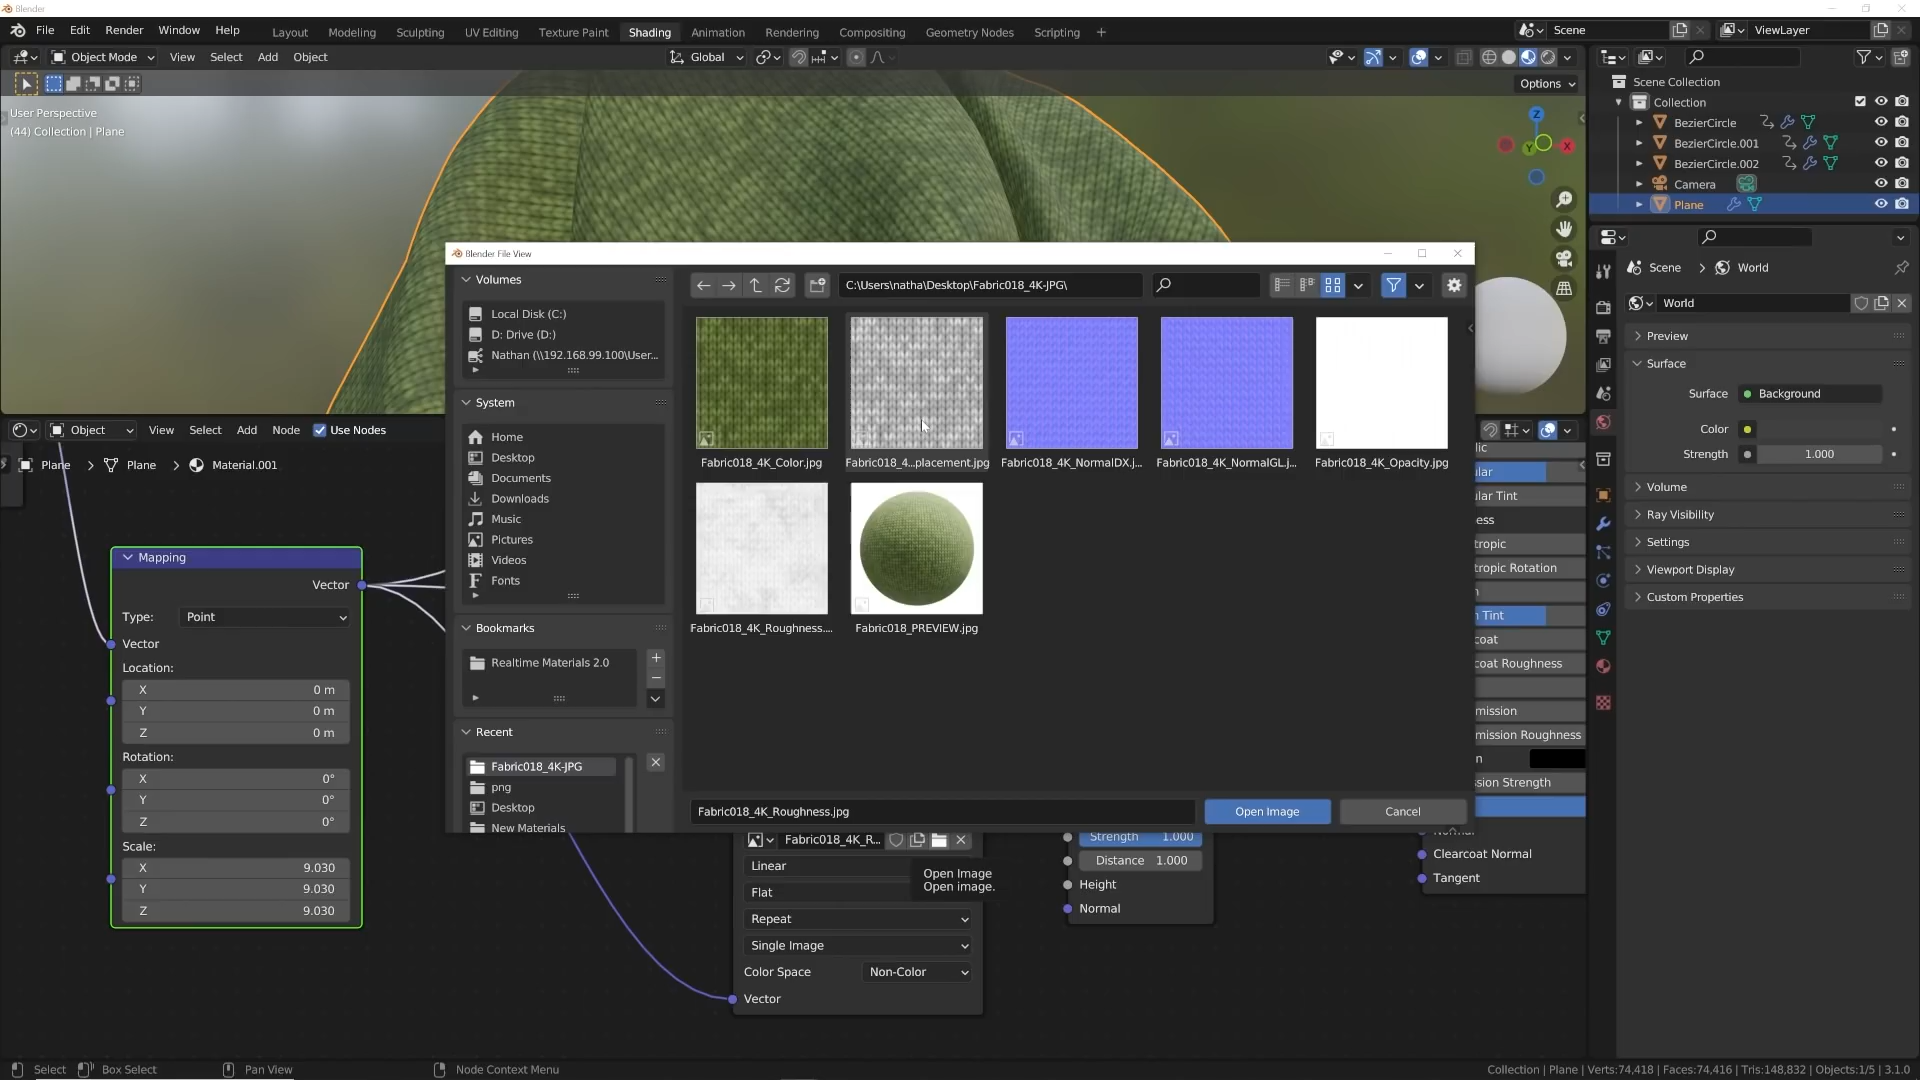 Blender
File Edit Render Window Help Layout Modeling Sculpting UV Editing Texture Paint Shading Animation Rendering Compositing Geometry Nodes Scripting + Scene ViewLayer
Object Mode View Select Add Object Global
Options
User Perspective
(44) Collection | Plane
Z
Y
X
Scene Collection
Collection
BezierCircle
BezierCircle.001
BezierCircle.002
Camera
Plane
Scene > World
World
Preview
Surface
Surface Background
Color
Strength 1.000
Volume
Ray Visibility
Settings
Viewport Display
Custom Properties
Blender File View
Volumes
Local Disk (C:)
D: Drive (D:)
Nathan (\\192.168.99.100\User...
System
Home
Desktop
Documents
Downloads
Music
Pictures
Videos
Fonts
Bookmarks
Realtime Materials 2.0
Recent
Fabric018_4K-JPG
png
Desktop
New Materials
C:\Users\natha\Desktop\Fabric018_4K-JPG\
Fabric018_4K_Color.jpg
Fabric018_4...placement.jpg
Fabric018_4K_NormalDX.j...
Fabric018_4K_NormalGL.j...
Fabric018_4K_Opacity.jpg
Fabric018_4K_Roughness....
Fabric018_PREVIEW.jpg
Fabric018_4K_Roughness.jpg
Open Image
Cancel
Object View Select Add Node Use Nodes
Plane > Plane > Material.001
Mapping
Vector
Type: Point
Vector
Location:
X 0 m
Y 0 m
Z 0 m
Rotation:
X 0°
Y 0°
Z 0°
Scale:
X 9.030
Y 9.030
Z 9.030
Fabric018_4K_R...
Linear
Flat
Repeat
Single Image
Color Space Non-Color
Vector
Open Image
Open image.
Strength 1.000
Distance 1.000
Height
Normal
lic
ular
ular Tint
ess
tropic
tropic Rotation
n
n Tint
coat
coat Roughness
mission
mission Roughness
n
sion Strength
Normal
Clearcoat Normal
Tangent
Select Box Select Pan View Node Context Menu
Collection | Plane | Verts:74,418 | Faces:74,416 | Tris:148,832 | Objects:1/5 | 3.1.0